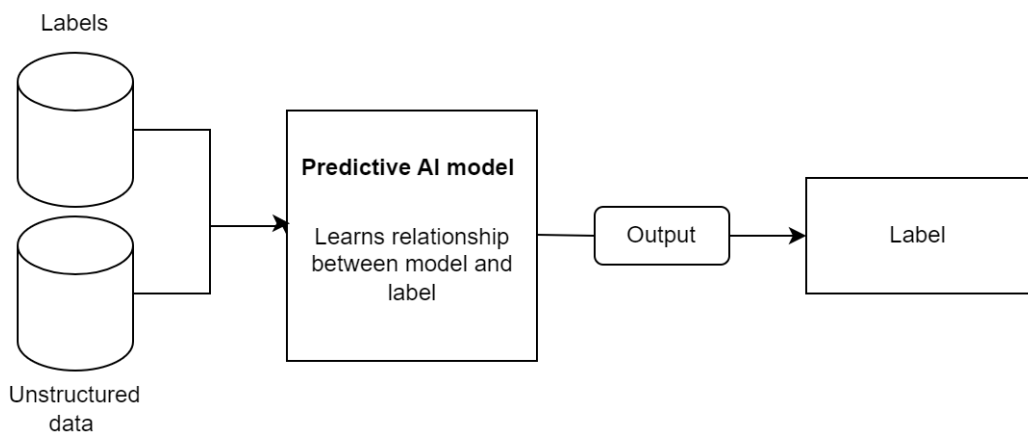 Labels
Predictive AI model
Learns relationship
between model and
label
Output
Label
Unstructured
data